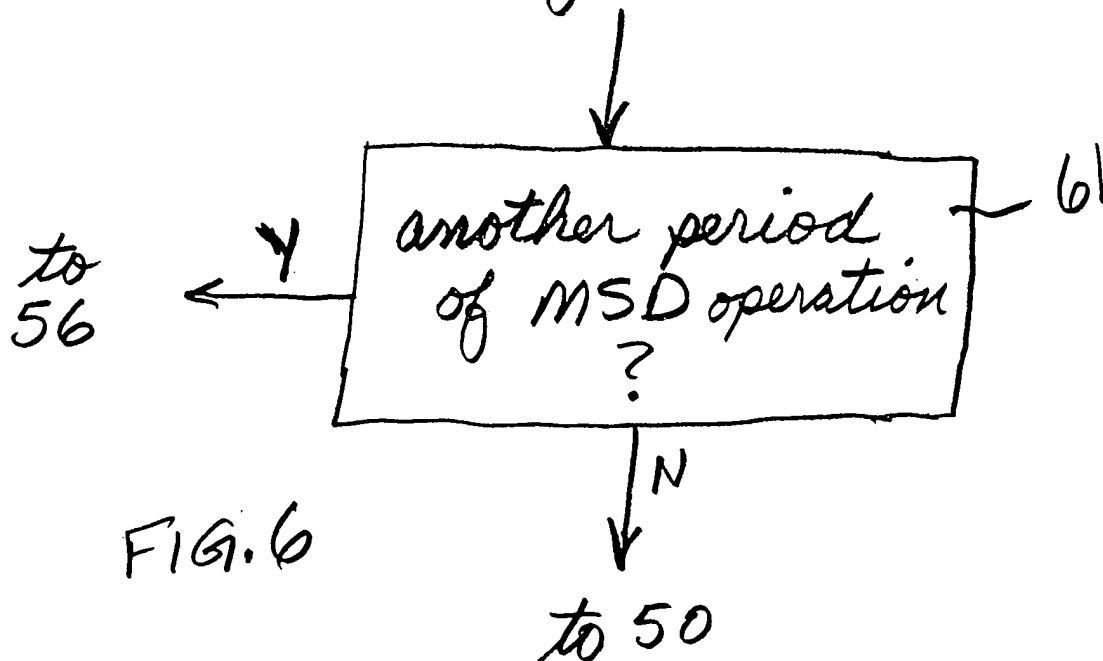 another period
of MSD operation
?
61
Y
to
56
N
to 50
FIG. 6